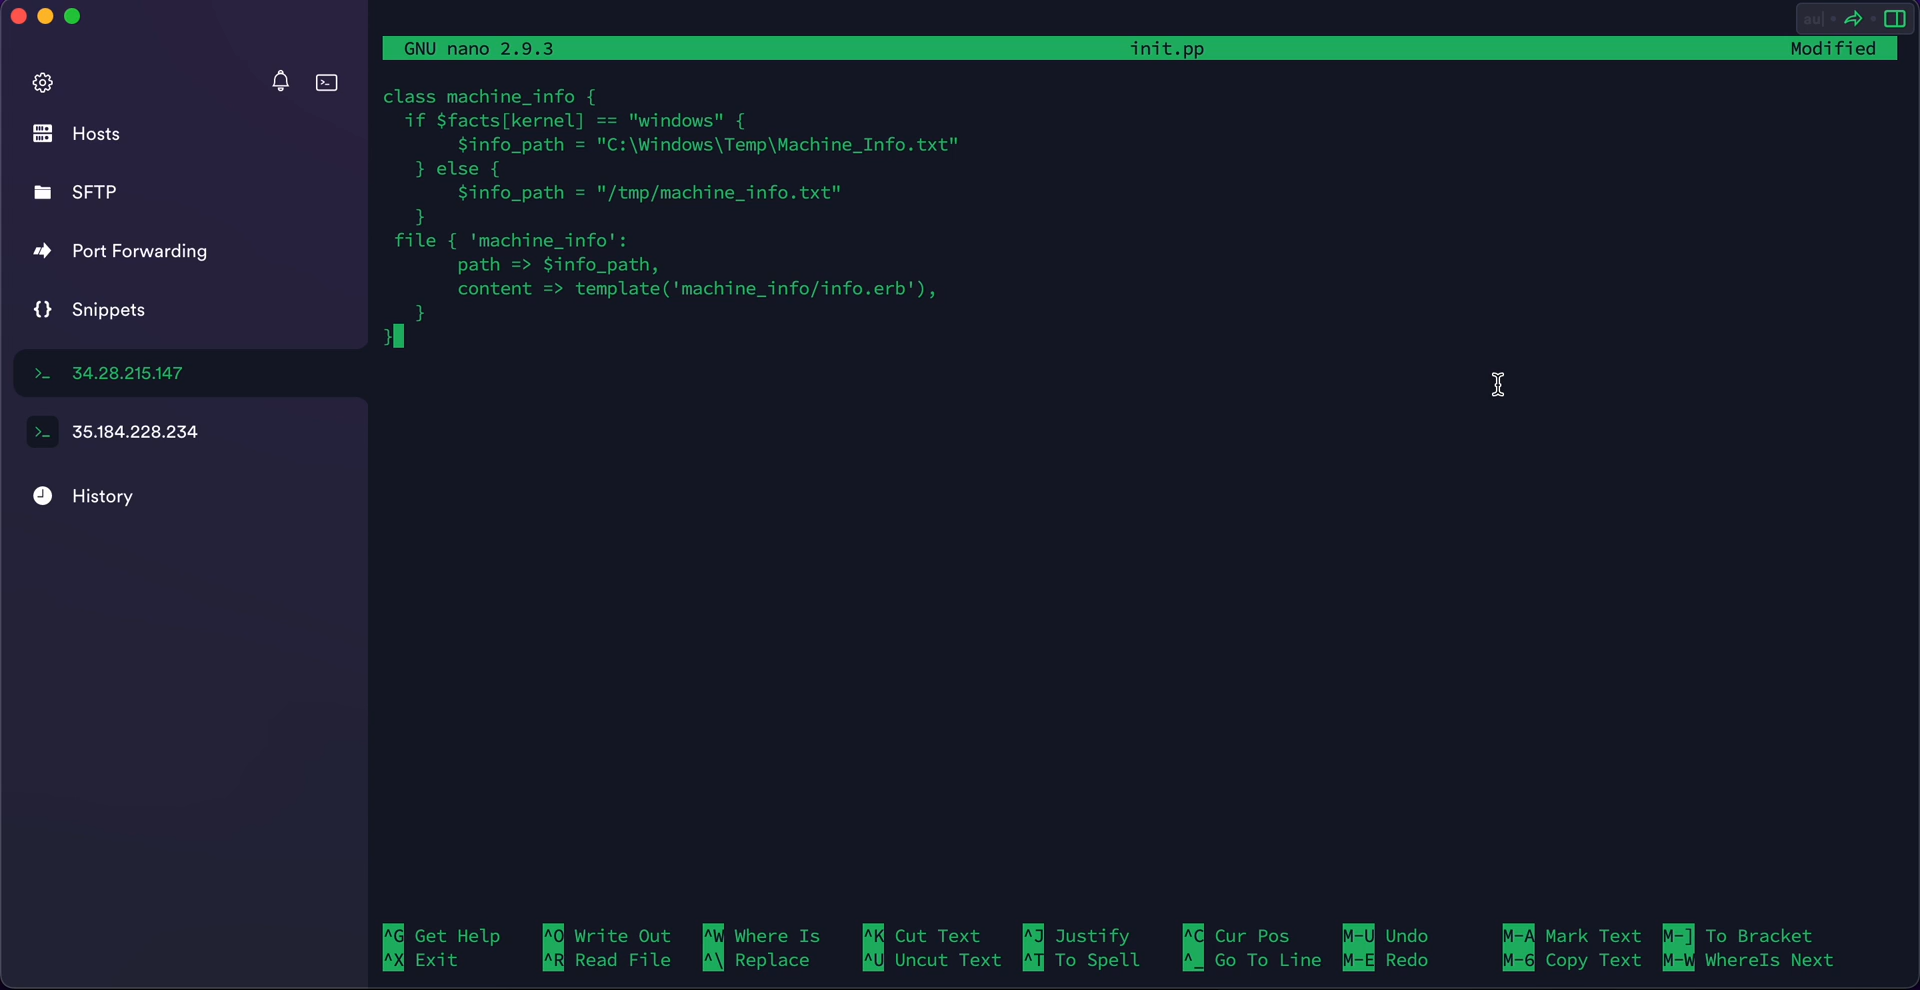 au
GNU nano 2.9.3 init.pp Modified
Hosts
SFTP
Port Forwarding
Snippets
34.28.215.147
35.184.228.234
History
class machine_info {
if $facts[kernel] == "windows" {
$info_path = "C:\Windows\Temp\Machine_Info.txt"
} else {
$info_path = "/tmp/machine_info.txt"
}
file { 'machine_info':
path => $info_path,
content => template('machine_info/info.erb'),
}
}
^G Get Help ^O Write Out ^W Where Is ^K Cut Text ^J Justify ^C Cur Pos M-U Undo M-A Mark Text M-] To Bracket
^X Exit ^R Read File ^\ Replace ^U Uncut Text ^T To Spell ^_ Go To Line M-E Redo M-6 Copy Text M-W WhereIs Next